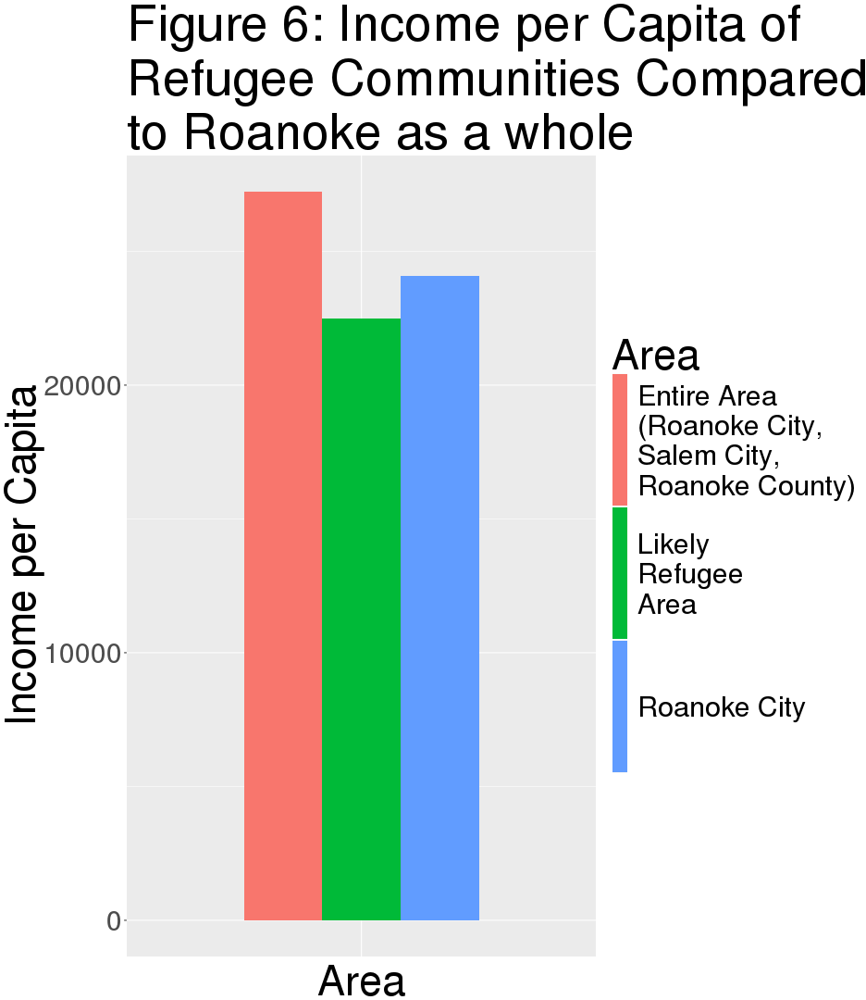 Figure 6: Income per Capita of
Refugee Communities Compared
to Roanoke as a whole
Income per Capita
20000
10000
0
Area
Area
Entire Area
(Roanoke City,
Salem City,
Roanoke County)
Likely
Refugee
Area
Roanoke City